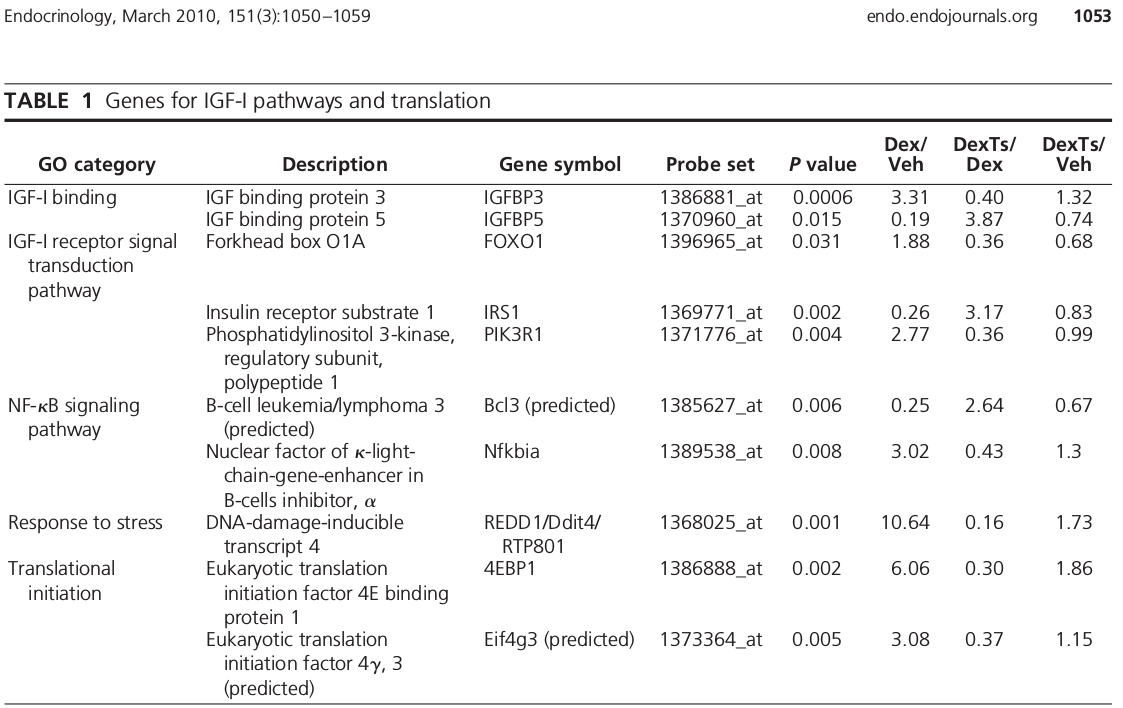 Endocrinology, March 2010, 151(3):1050–1059 endo.endojournals.org 1053
TABLE 1 Genes for IGF-I pathways and translation
Dex/ DexTs/ DexTs/
GO category Description Gene symbol Probe set P value Veh Dex Veh
IGF-I binding IGF binding protein 3 IGFBP3 1386881_at 0.0006 3.31 0.40 1.32
IGF binding protein 5 IGFBP5 1370960_at 0.015 0.19 3.87 0.74
IGF-I receptor signal Forkhead box O1A FOXO1 1396965_at 0.031 1.88 0.36 0.68
transduction
pathway
Insulin receptor substrate 1 IRS1 1369771_at 0.002 0.26 3.17 0.83
Phosphatidylinositol 3-kinase, PIK3R1 1371776_at 0.004 2.77 0.36 0.99
regulatory subunit,
polypeptide 1
NF-κB signaling B-cell leukemia/lymphoma 3 Bcl3 (predicted) 1385627_at 0.006 0.25 2.64 0.67
pathway (predicted)
Nuclear factor of κ-light- Nfkbia 1389538_at 0.008 3.02 0.43 1.3
chain-gene-enhancer in
B-cells inhibitor, α
Response to stress DNA-damage-inducible REDD1/Ddit4/ 1368025_at 0.001 10.64 0.16 1.73
transcript 4 RTP801
Translational Eukaryotic translation 4EBP1 1386888_at 0.002 6.06 0.30 1.86
initiation initiation factor 4E binding
protein 1
Eukaryotic translation Eif4g3 (predicted) 1373364_at 0.005 3.08 0.37 1.15
initiation factor 4γ, 3
(predicted)